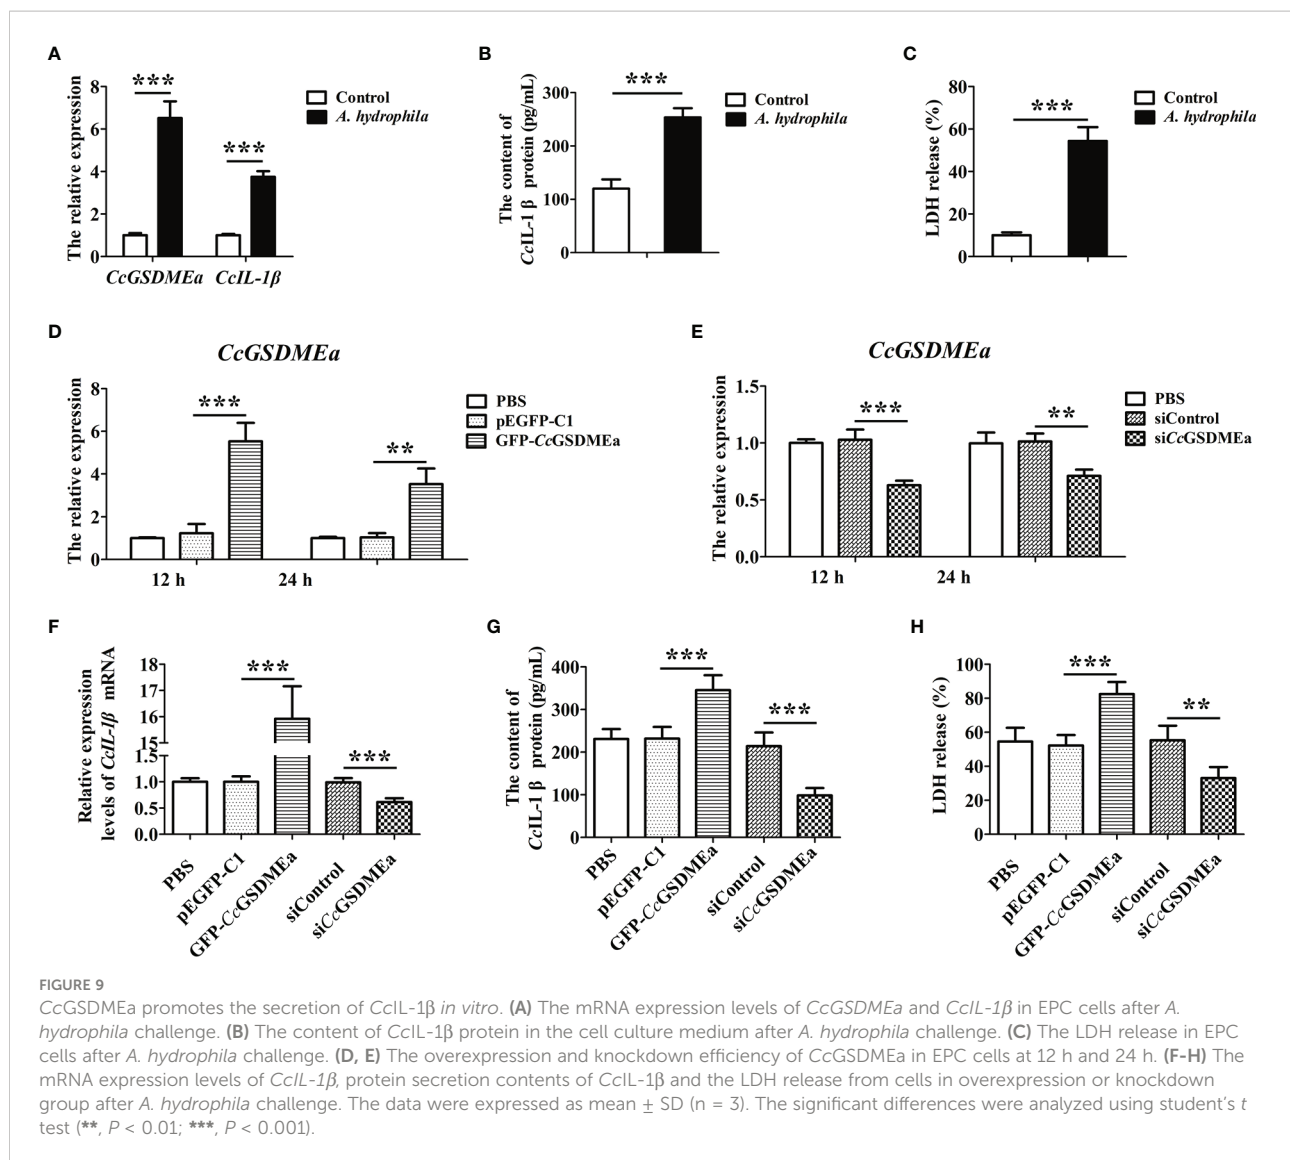 A
The relative expression
8
6
4
2
0
***
***
CcGSDMEa
CcIL-1β
Control
A. hydrophila
B
The content of
CcIL-1 β protein (pg/mL)
300
200
100
0
***
Control
A. hydrophila
C
LDH release (%)
80
60
40
20
0
***
Control
A. hydrophila
D
CcGSDMEa
The relative expression
8
6
4
2
0
***
**
12 h
24 h
PBS
pEGFP-C1
GFP-CcGSDMEa
E
CcGSDMEa
The relative expression
1.5
1.0
0.5
0.0
***
**
12 h
24 h
PBS
siControl
siCcGSDMEa
F
Relative expression
levels of CcIL-1β mRNA
18
17
16
15
1.5
1.0
0.5
0.0
***
***
PBS
pEGFP-C1
GFP-CcGSDMEa
siControl
siCcGSDMEa
G
The content of
CcIL-1 β protein (pg/mL)
400
300
200
100
0
***
***
PBS
pEGFP-C1
GFP-CcGSDMEa
siControl
siCcGSDMEa
H
LDH release (%)
100
80
60
40
20
0
***
**
PBS
pEGFP-C1
GFP-CcGSDMEa
siControl
siCcGSDMEa
FIGURE 9
CcGSDMEa promotes the secretion of CcIL-1β in vitro. (A) The mRNA expression levels of CcGSDMEa and CcIL-1β in EPC cells after A.
hydrophila challenge. (B) The content of CcIL-1β protein in the cell culture medium after A. hydrophila challenge. (C) The LDH release in EPC
cells after A. hydrophila challenge. (D, E) The overexpression and knockdown efficiency of CcGSDMEa in EPC cells at 12 h and 24 h. (F-H) The
mRNA expression levels of CcIL-1β, protein secretion contents of CcIL-1β and the LDH release from cells in overexpression or knockdown
group after A. hydrophila challenge. The data were expressed as mean ± SD (n = 3). The significant differences were analyzed using student's t
test (**, P < 0.01; ***, P < 0.001).